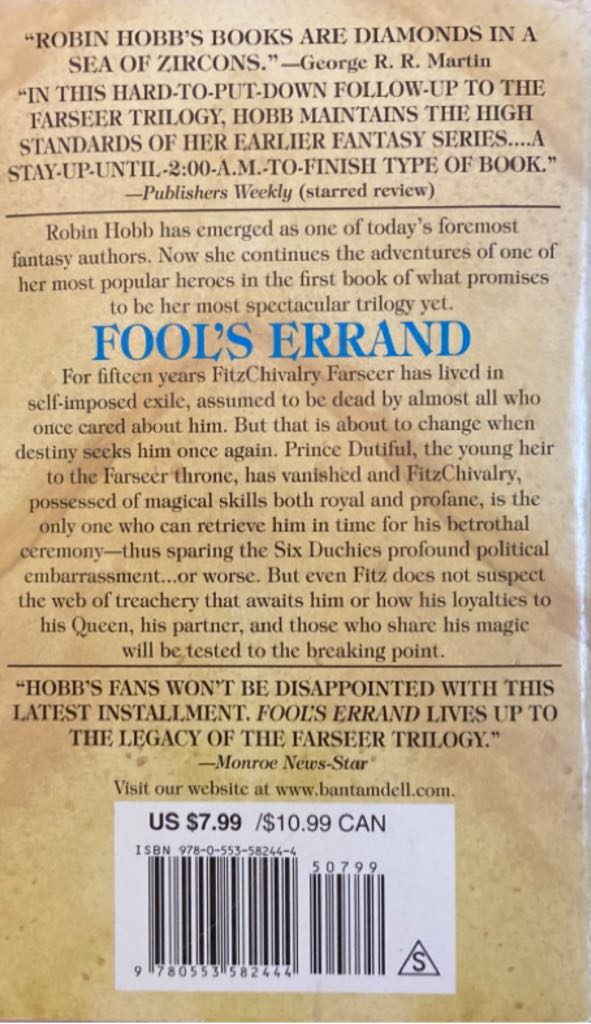 “ROBIN HOBB’S BOOKS ARE DIAMONDS IN A
SEA OF ZIRCONS.”—George R. R. Martin
“IN THIS HARD-TO-PUT-DOWN FOLLOW-UP TO THE
FARSEER TRILOGY, HOBB MAINTAINS THE HIGH
STANDARDS OF HER EARLIER FANTASY SERIES....A
STAY-UP-UNTIL-2:00-A.M.-TO-FINISH TYPE OF BOOK.”
—Publishers Weekly (starred review)
Robin Hobb has emerged as one of today’s foremost
fantasy authors. Now she continues the adventures of one of
her most popular heroes in the first book of what promises
to be her most spectacular trilogy yet.
FOOL’S ERRAND
For fifteen years FitzChivalry Farseer has lived in
self-imposed exile, assumed to be dead by almost all who
once cared about him. But that is about to change when
destiny seeks him once again. Prince Dutiful, the young heir
to the Farseer throne, has vanished and FitzChivalry,
possessed of magical skills both royal and profane, is the
only one who can retrieve him in time for his betrothal
ceremony—thus sparing the Six Duchies profound political
embarrassment...or worse. But even Fitz does not suspect
the web of treachery that awaits him or how his loyalties to
his Queen, his partner, and those who share his magic
will be tested to the breaking point.
“HOBB’S FANS WON’T BE DISAPPOINTED WITH THIS
LATEST INSTALLMENT. FOOL’S ERRAND LIVES UP TO
THE LEGACY OF THE FARSEER TRILOGY.”
—Monroe News-Star
Visit our website at www.bantamdell.com.
US $7.99 /$10.99 CAN
ISBN 978-0-553-58244-4
50799
9 780553 582444
S